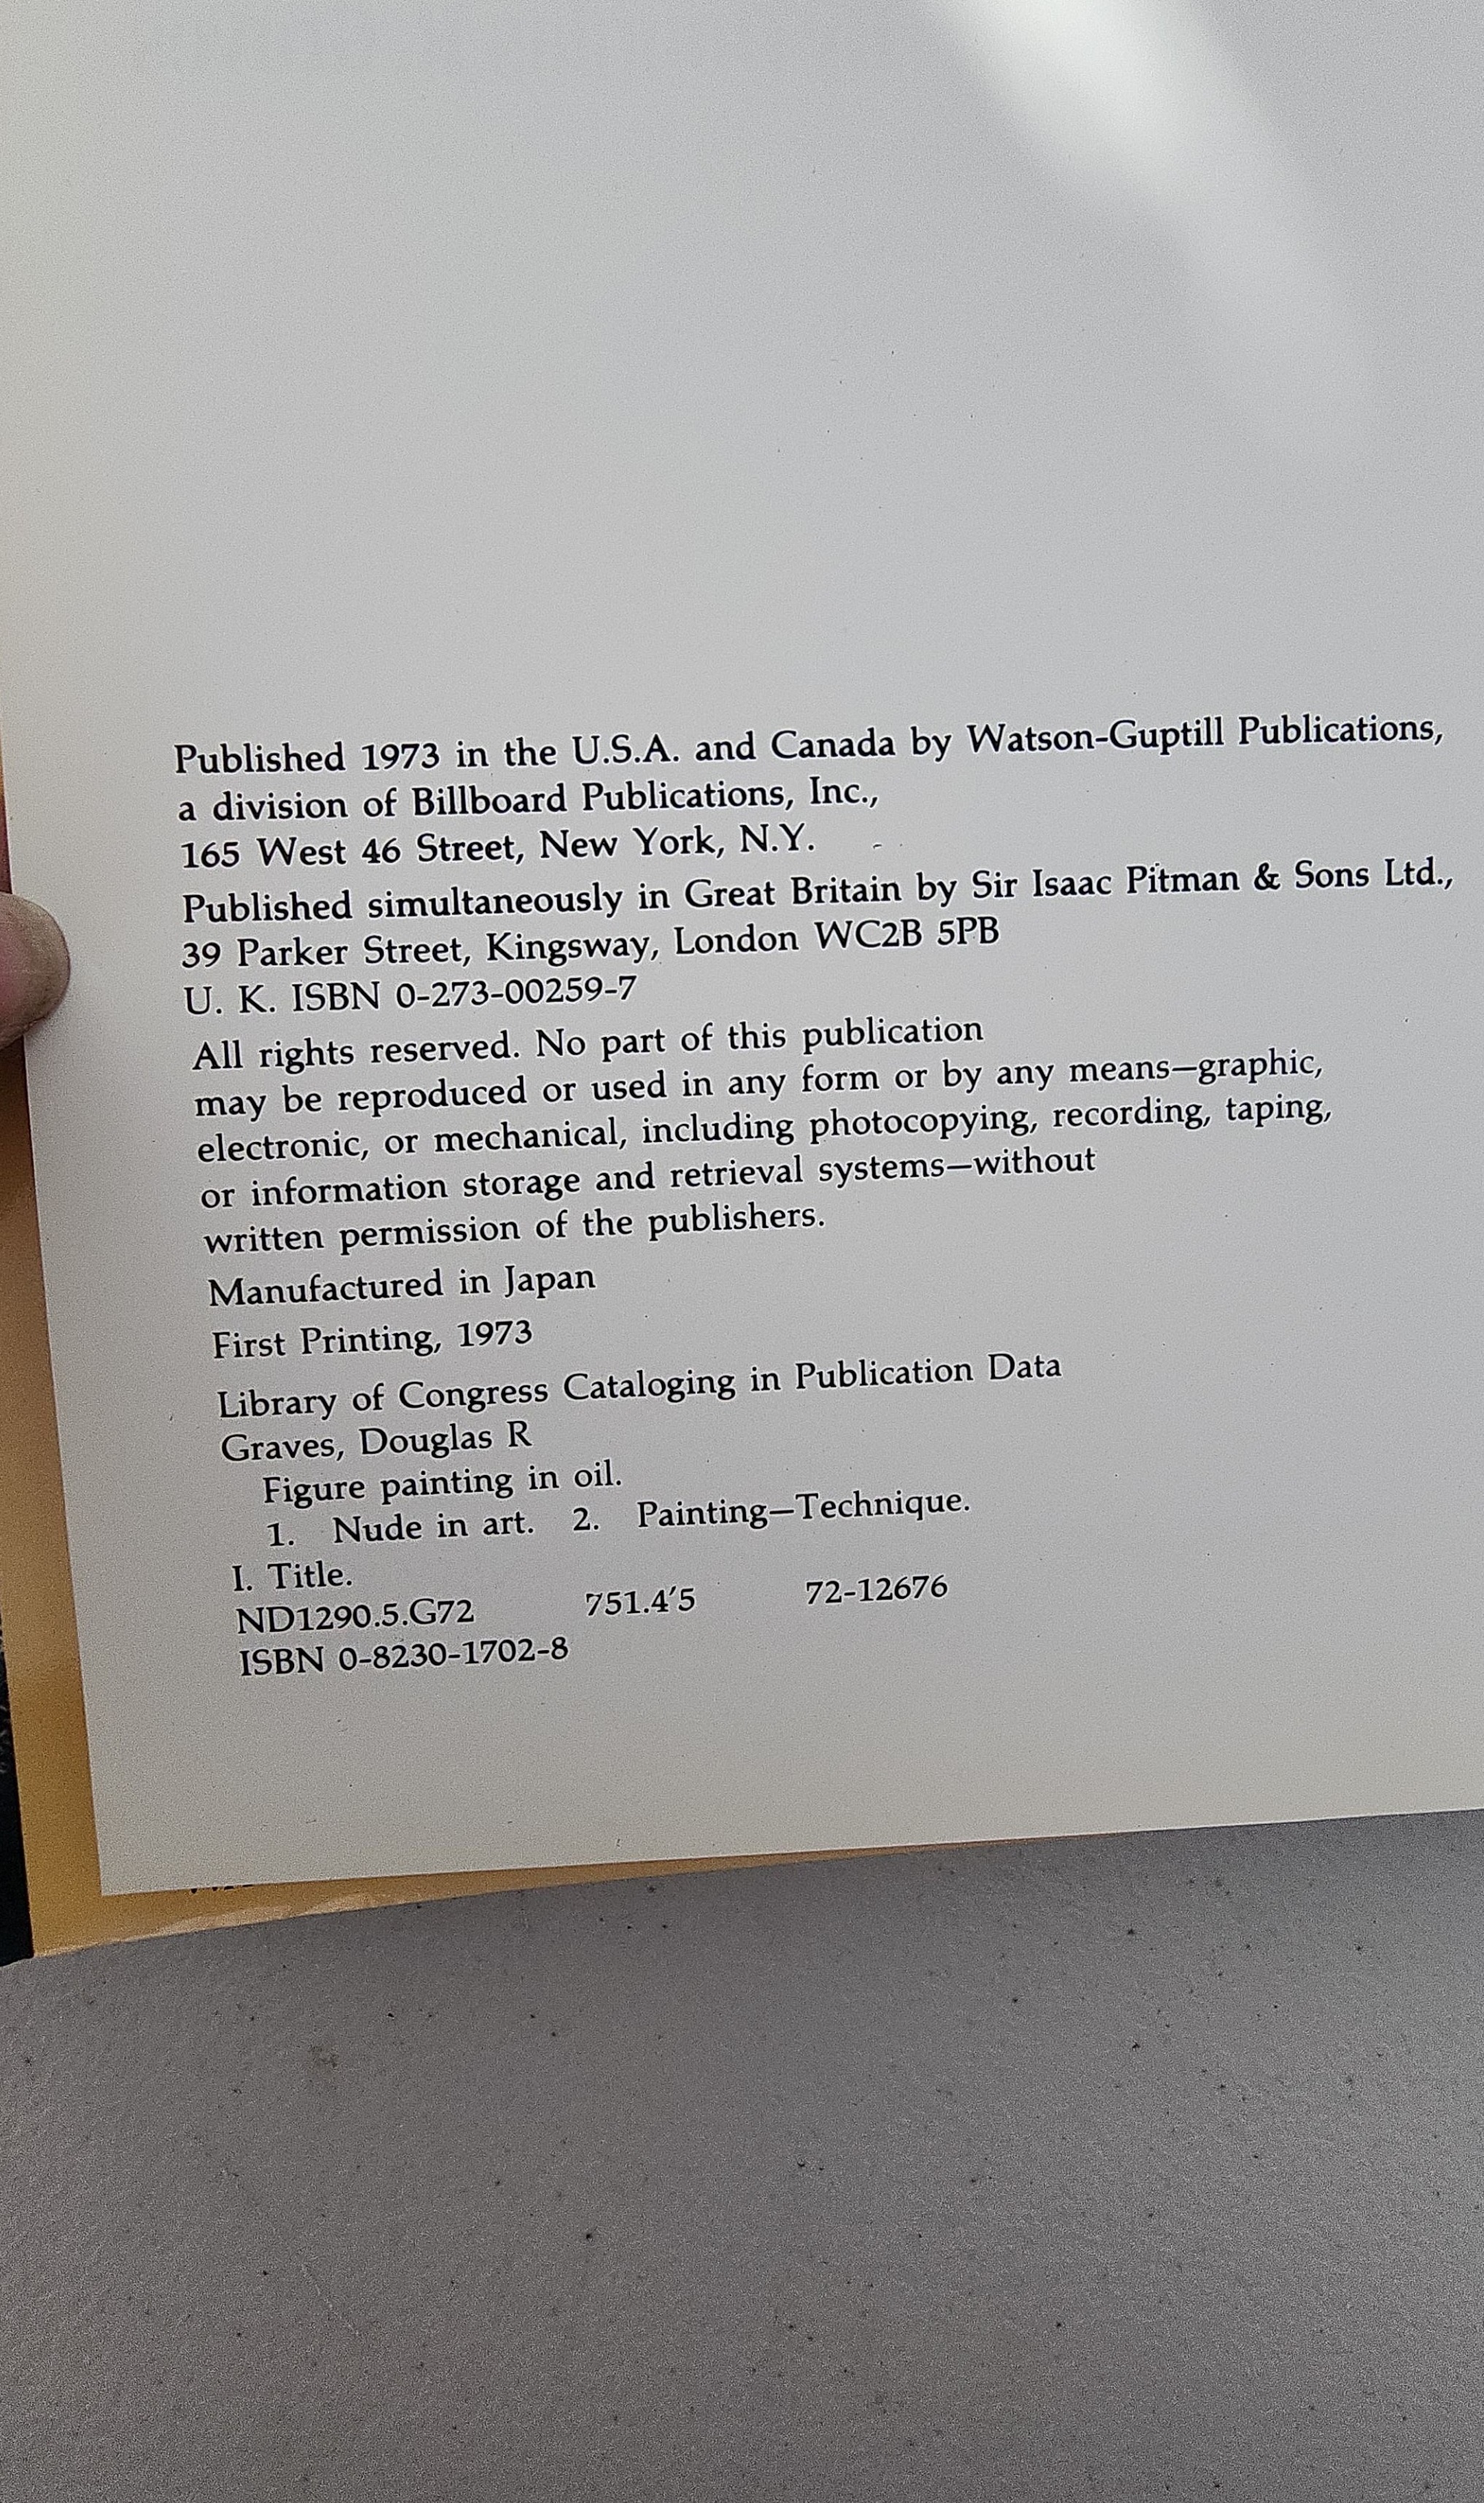 Published 1973 in the U.S.A. and Canada by Watson-Guptill Publications,
a division of Billboard Publications, Inc.,
165 West 46 Street, New York, N.Y.
Published simultaneously in Great Britain by Sir Isaac Pitman & Sons Ltd.,
39 Parker Street, Kingsway, London WC2B 5PB
U. K. ISBN 0-273-00259-7
All rights reserved. No part of this publication
may be reproduced or used in any form or by any means—graphic,
electronic, or mechanical, including photocopying, recording, taping,
or information storage and retrieval systems—without
written permission of the publishers.
Manufactured in Japan
First Printing, 1973
Library of Congress Cataloging in Publication Data
Graves, Douglas R
Figure painting in oil.
1. Nude in art. 2. Painting—Technique.
I. Title.
ND1290.5.G72 751.4′5 72-12676
ISBN 0-8230-1702-8